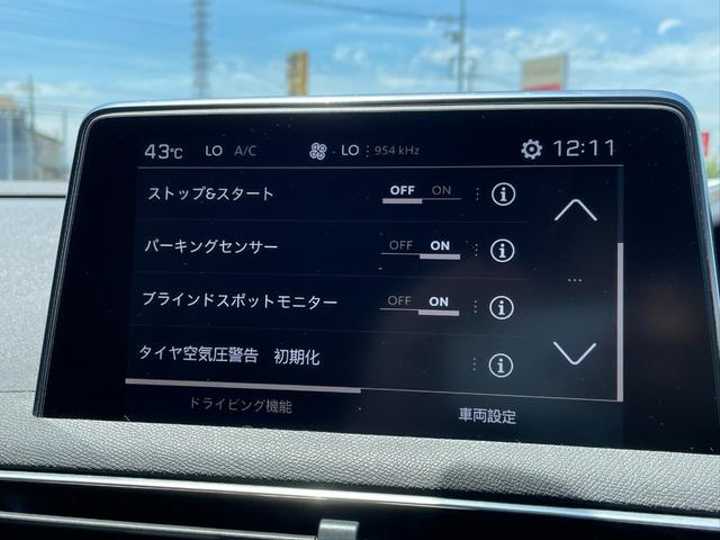 43℃ LO A/C - LO 954 kHz 12:11
ストップ&スタート OFF ON
パーキングセンサー OFF ON
ブラインドスポットモニター OFF ON
タイヤ空気圧警告 初期化
ドライビング機能 車両設定